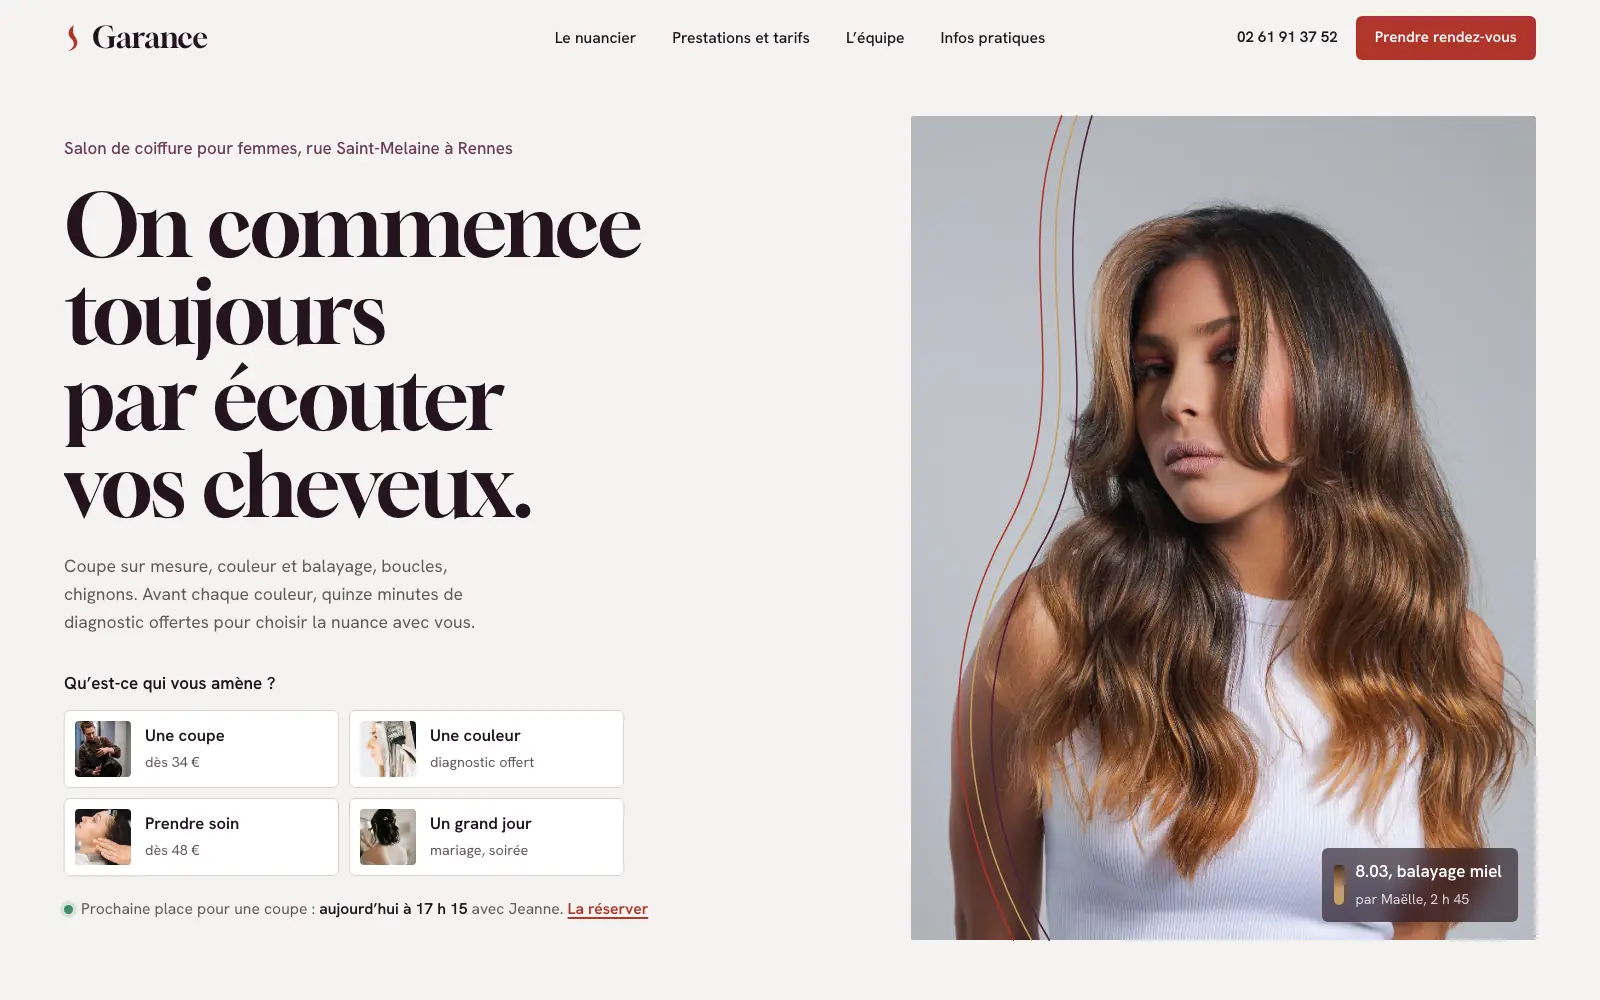 Garance
Le nuancier
Prestations et tarifs
L’équipe
Infos pratiques
02 61 91 37 52
Prendre rendez-vous
Salon de coiffure pour femmes, rue Saint-Melaine à Rennes
On commence
toujours
par écouter
vos cheveux.
Coupe sur mesure, couleur et balayage, boucles,
chignons. Avant chaque couleur, quinze minutes de
diagnostic offertes pour choisir la nuance avec vous.
Qu’est-ce qui vous amène ?
Une coupe
dès 34 €
Une couleur
diagnostic offert
Prendre soin
dès 48 €
Un grand jour
mariage, soirée
Prochaine place pour une coupe : aujourd’hui à 17 h 15 avec Jeanne. La réserver
8.03, balayage miel
par Maëlle, 2 h 45